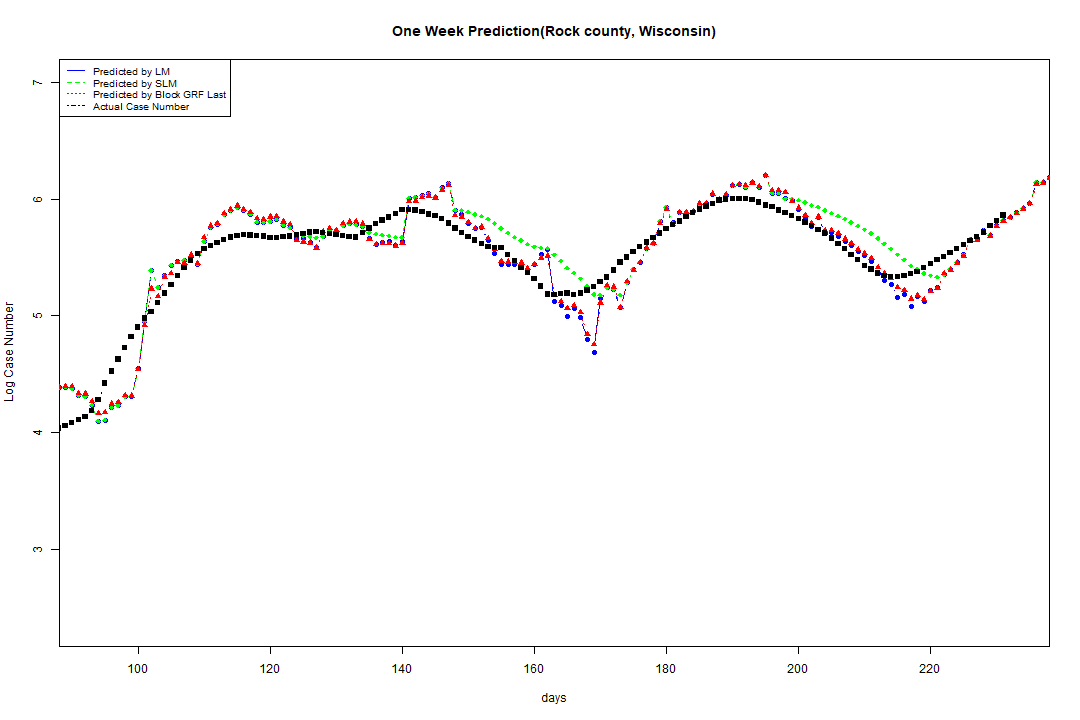 One Week Prediction(Rock county, Wisconsin)
Predicted by LM
Predicted by SLM
Predicted by Block GRF Last
Actual Case Number
7
6
5
4
3
Log Case Number
100 120 140 160 180 200 220
days